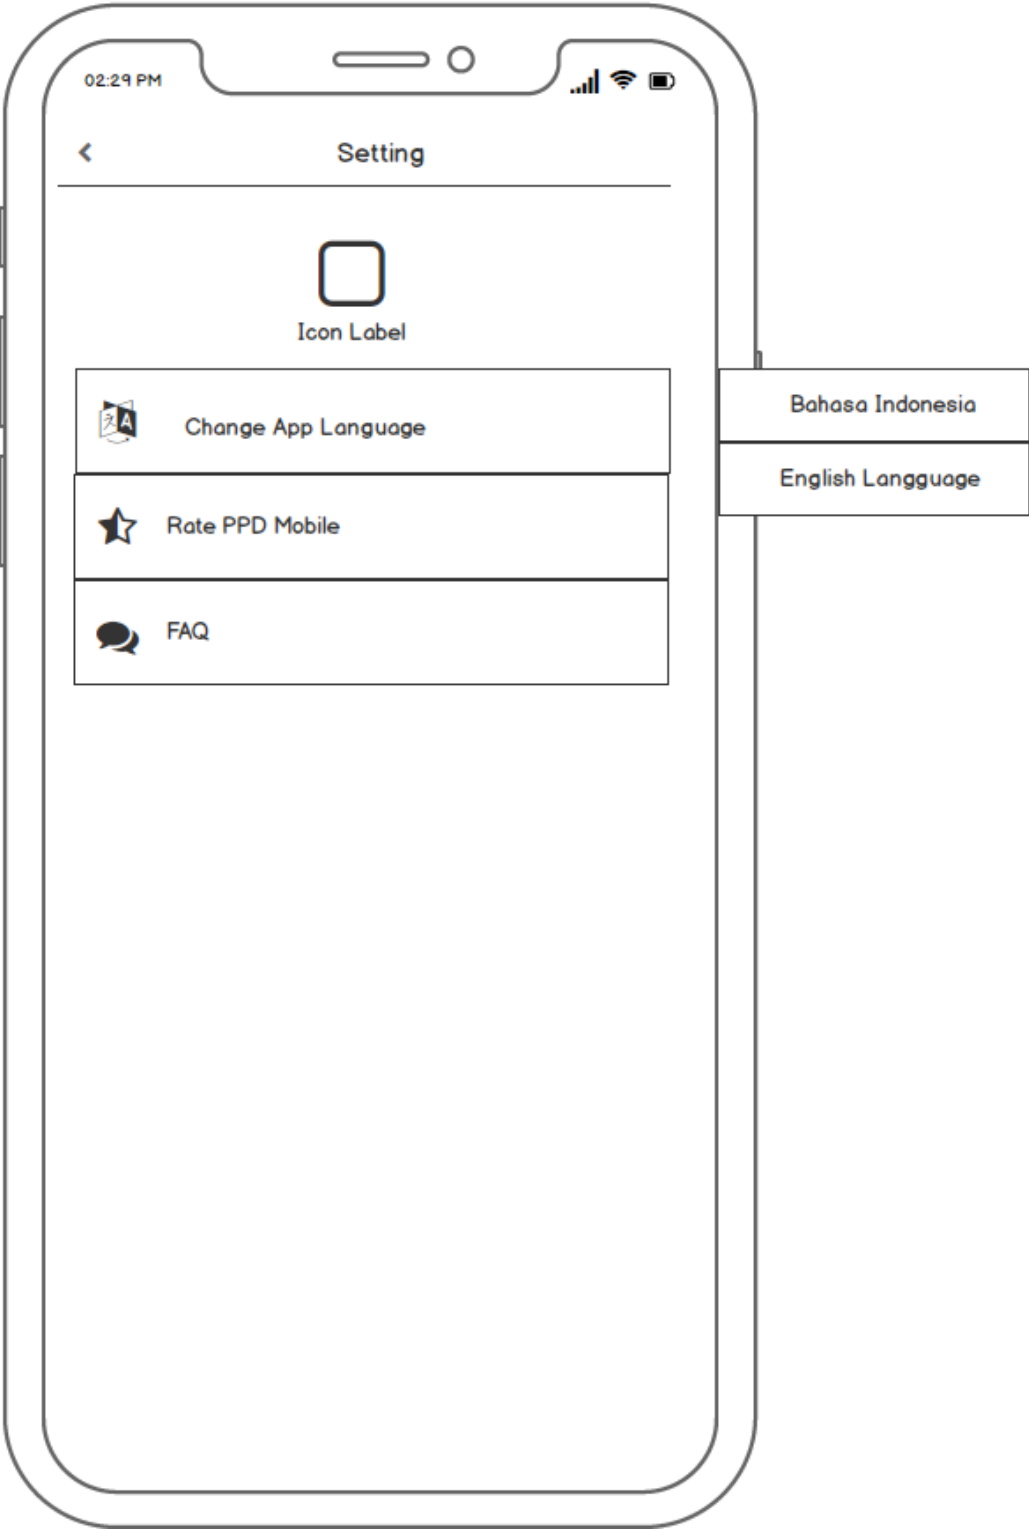 02:29 PM
Setting
Icon Label
Change App Language
Rate PPD Mobile
FAQ
Bahasa Indonesia
English Langguage